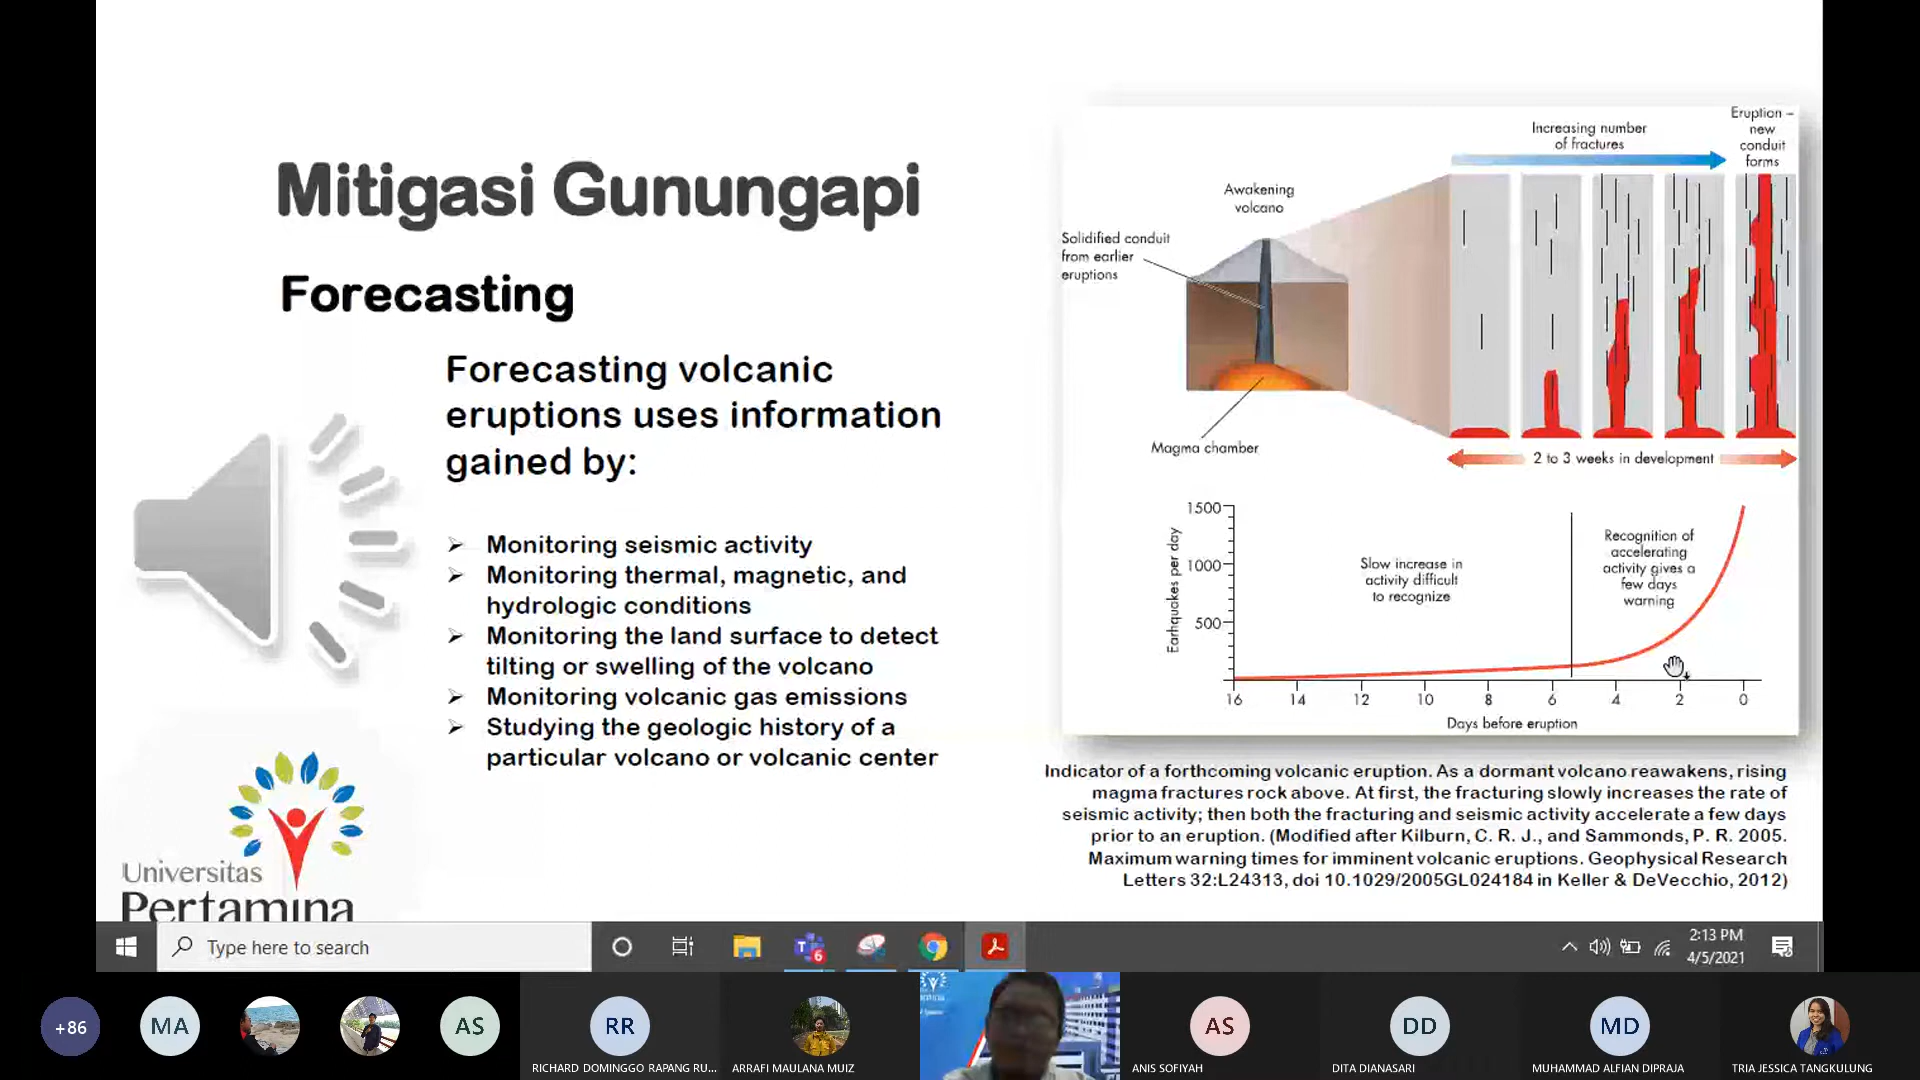 Mitigasi Gunungapi
Forecasting
Forecasting volcanic
eruptions uses information
gained by:
➢ Monitoring seismic activity
➢ Monitoring thermal, magnetic, and
hydrologic conditions
➢ Monitoring the land surface to detect
tilting or swelling of the volcano
➢ Monitoring volcanic gas emissions
➢ Studying the geologic history of a
particular volcano or volcanic center
Universitas
Pertamina
Increasing number
of fractures
Eruption –
new
conduit
forms
Awakening
volcano
Solidified conduit
from earlier
eruptions
Magma chamber
2 to 3 weeks in development
Earhquakes per day
1500
1000
500
Slow increase in
activity difficult
to recognize
Recognition of
accelerating
activity gives a
few days
warning
16 14 12 10 8 6 4 2 0
Days before eruption
Indicator of a forthcoming volcanic eruption. As a dormant volcano reawakens, rising
magma fractures rock above. At first, the fracturing slowly increases the rate of
seismic activity; then both the fracturing and seismic activity accelerate a few days
prior to an eruption. (Modified after Kilburn, C. R. J., and Sammonds, P. R. 2005.
Maximum warning times for imminent volcanic eruptions. Geophysical Research
Letters 32:L24313, doi 10.1029/2005GL024184 in Keller & DeVecchio, 2012)
Type here to search
6
2:13 PM
4/5/2021
+86
MA
AS
RR
RICHARD DOMINGGO RAPANG RU...
ARRAFI MAULANA MUIZ
AS
ANIS SOFIYAH
DD
DITA DIANASARI
MD
MUHAMMAD ALFIAN DIPRAJA
TRIA JESSICA TANGKULUNG